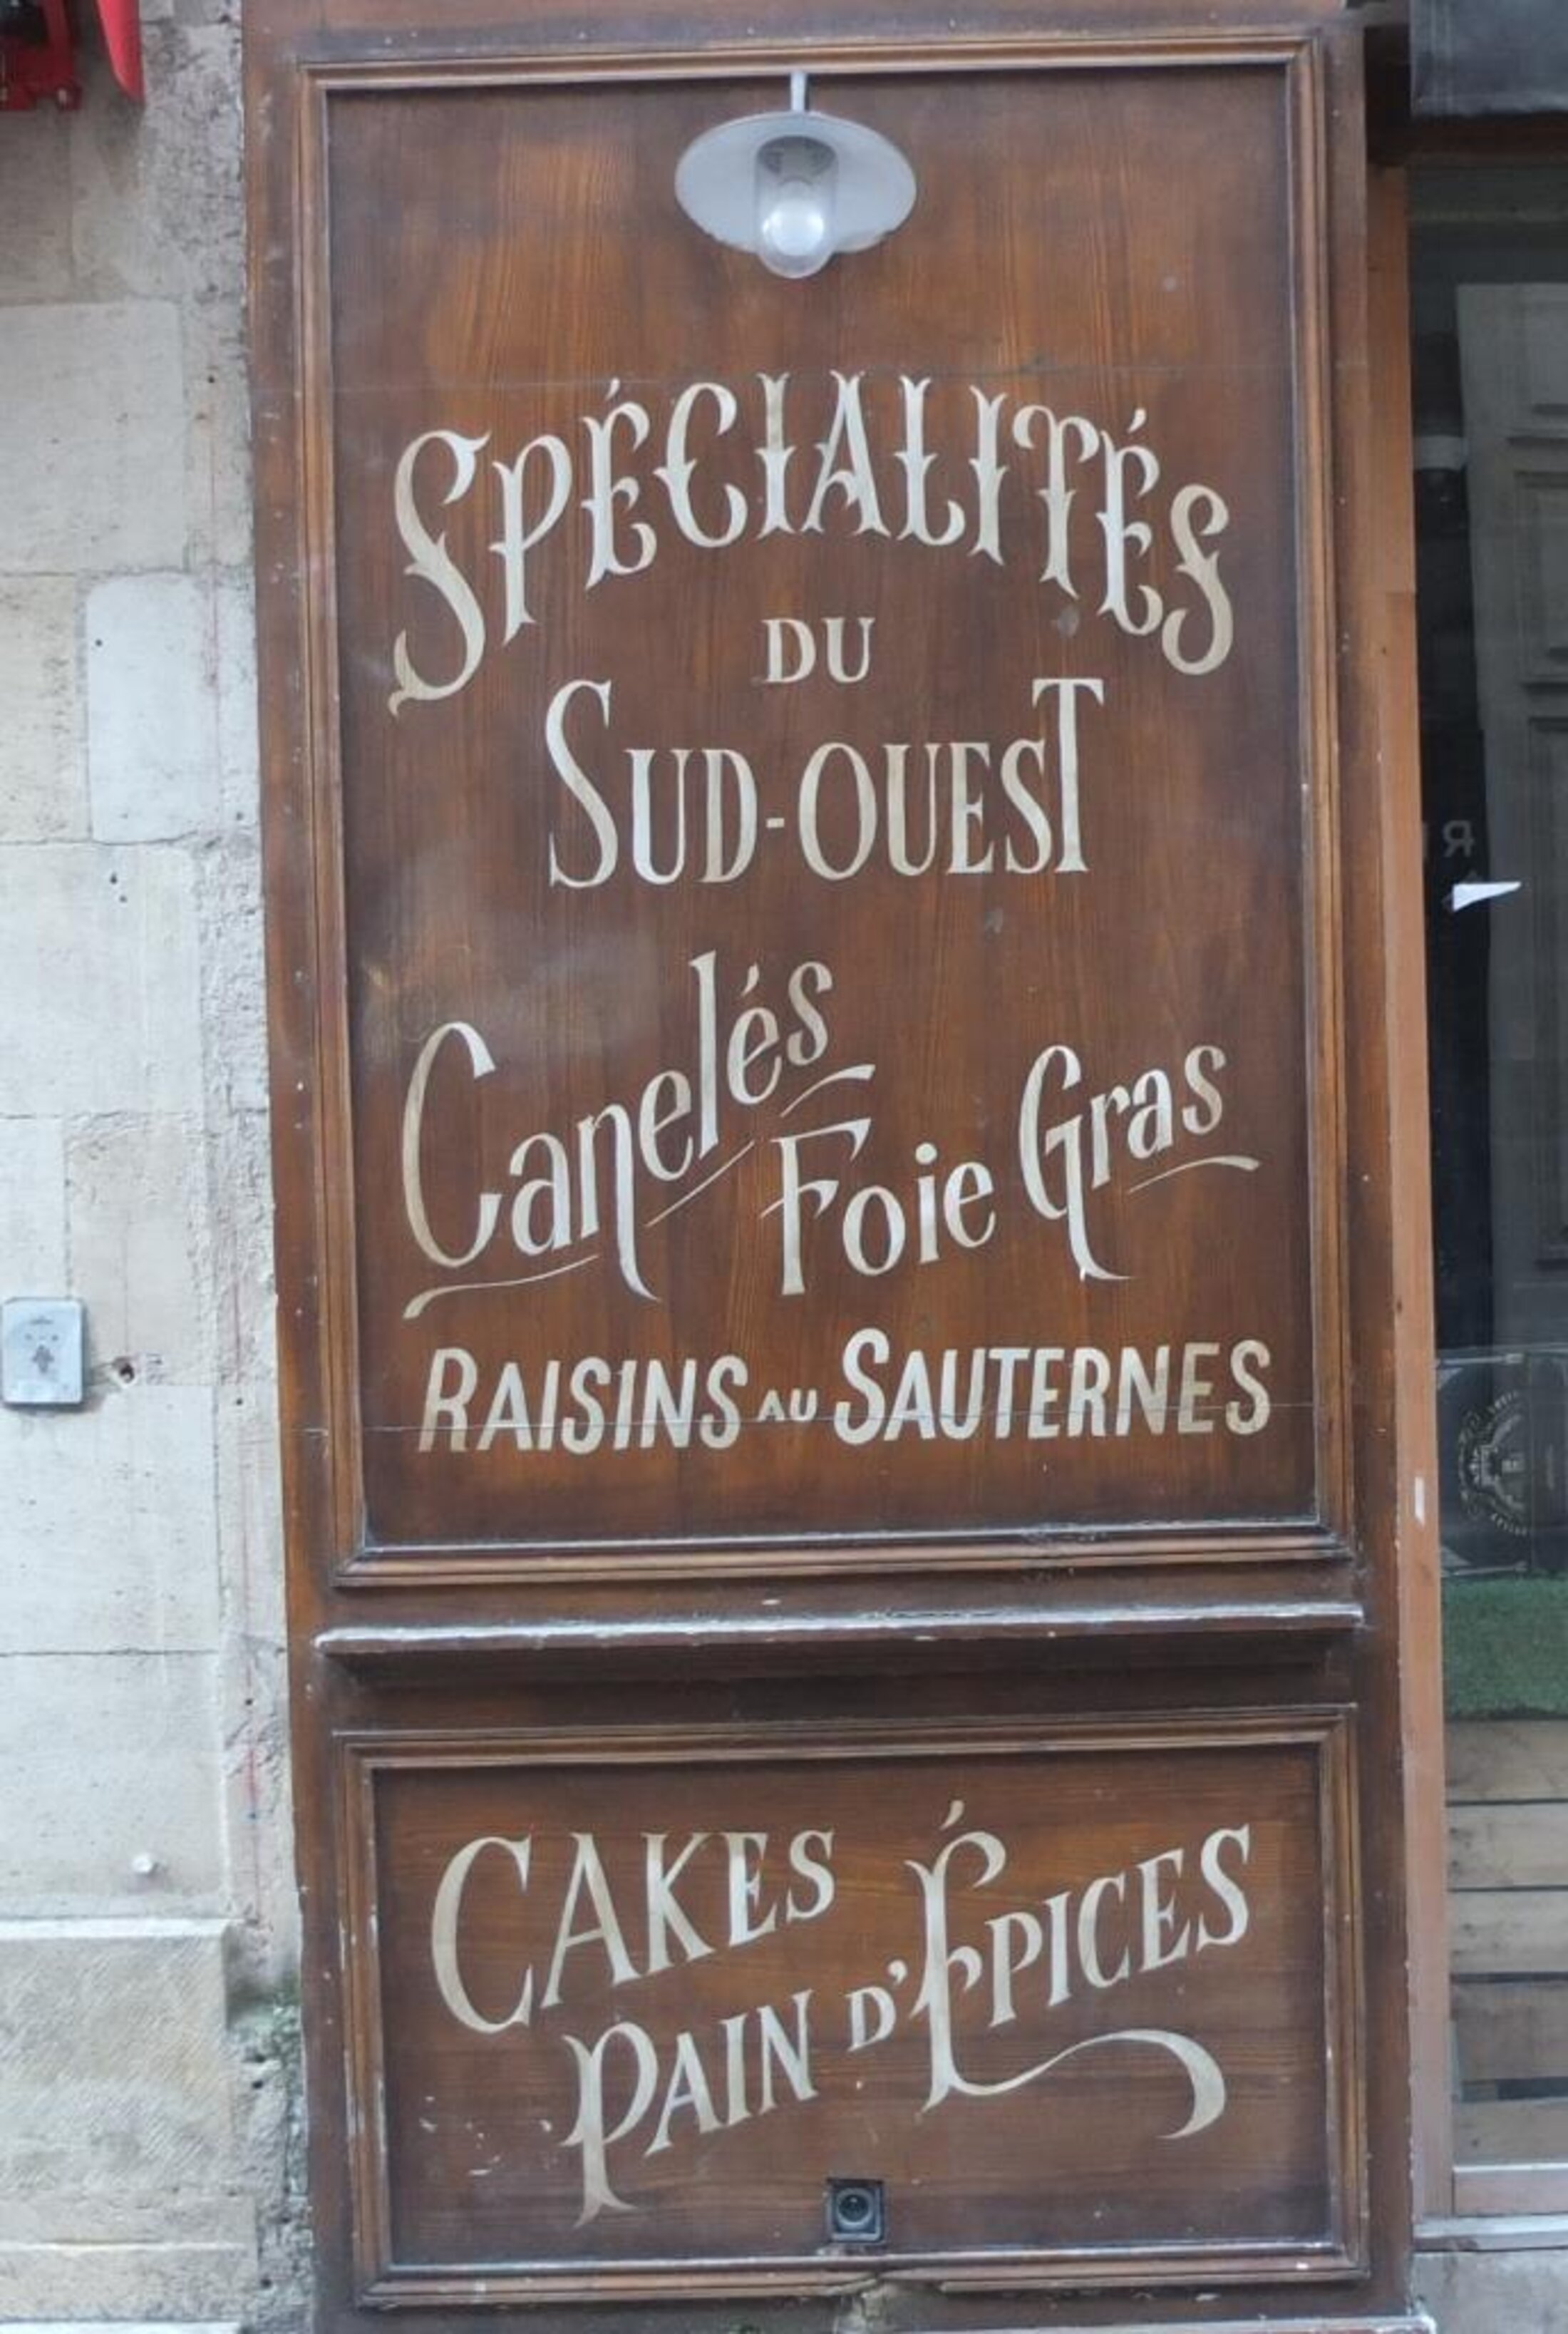 SPÉCIALITÉS
DU
SUD-OUEST
Canelés
Foie Gras
RAISINS AU SAUTERNES
CAKES
PAIN D'ÉPICES